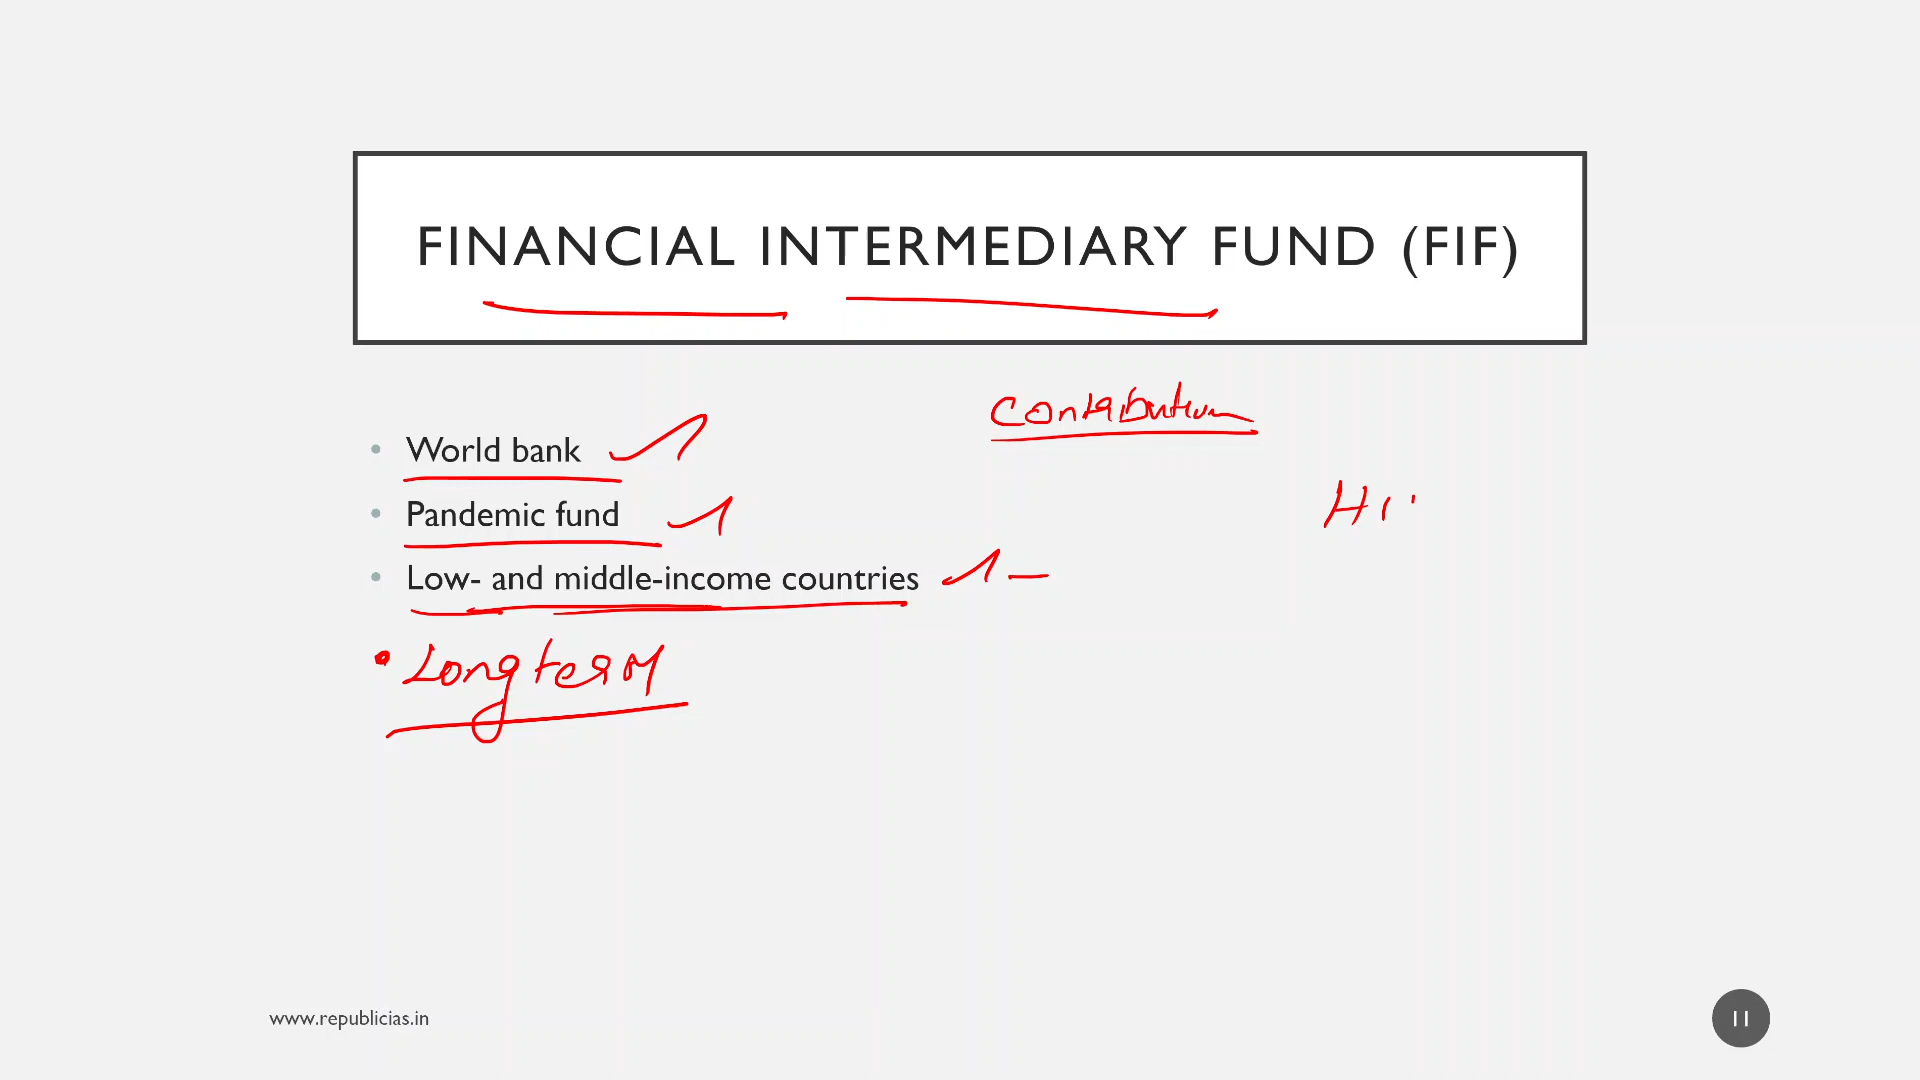 FINANCIAL INTERMEDIARY FUND (FIF)
Contribution
• World bank
• Pandemic fund
• Low- and middle-income countries
• Long term
www.republicias.in
11